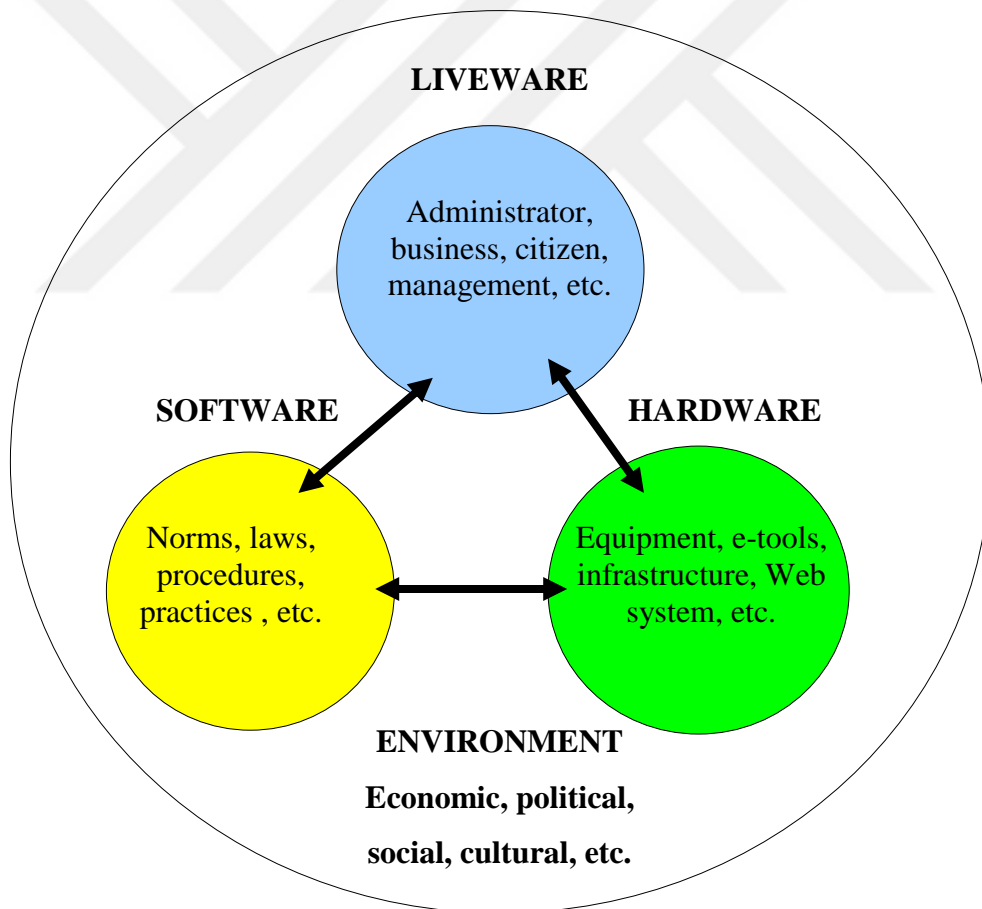 LIVEWARE
Administrator,
business, citizen,
management, etc.
SOFTWARE
HARDWARE
Norms, laws,
procedures,
practices , etc.
Equipment, e-tools,
infrastructure, Web
system, etc.
ENVIRONMENT
Economic, political,
social, cultural, etc.